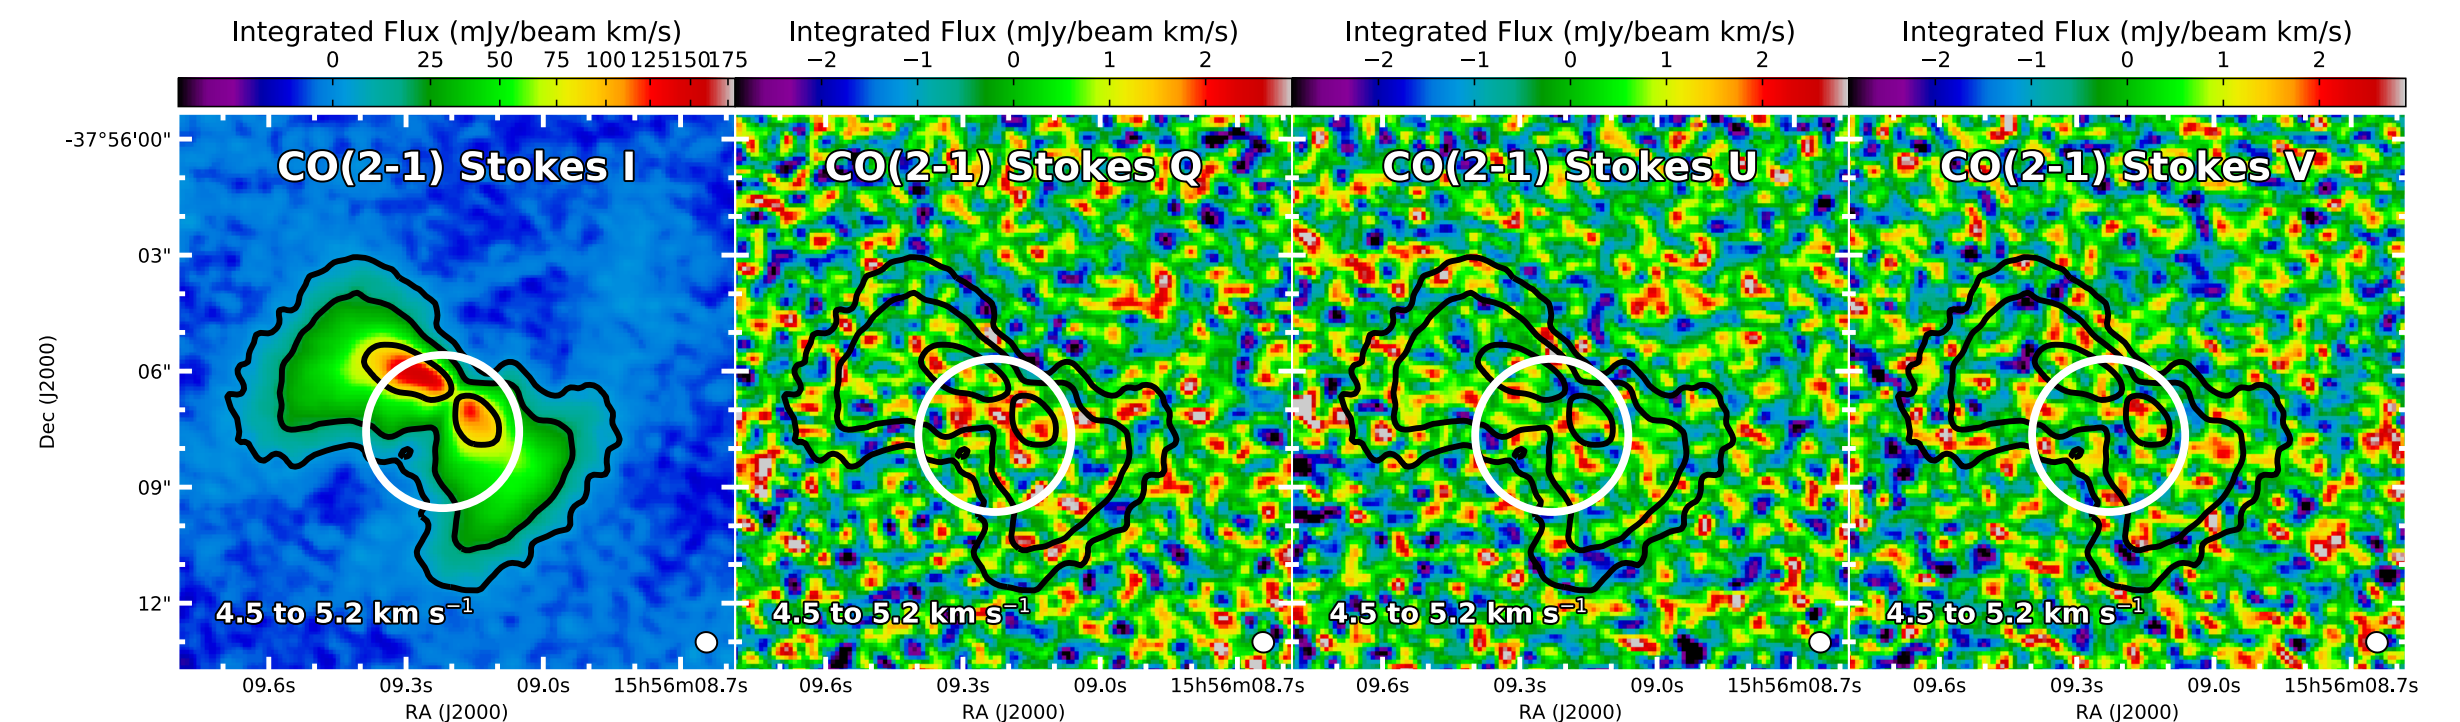 Integrated Flux (mJy/beam km/s) Integrated Flux (mJy/beam km/s) Integrated Flux (mJy/beam km/s) Integrated Flux (mJy/beam km/s)
0 25 50 75 100 125 150 175 −2 −1 0 1 2 −2 −1 0 1 2 −2 −1 0 1 2
-37°56'00"
CO(2-1) Stokes I CO(2-1) Stokes Q CO(2-1) Stokes U CO(2-1) Stokes V
03"
06"
Dec (J2000)
09"
12"
4.5 to 5.2 km s⁻¹ 4.5 to 5.2 km s⁻¹ 4.5 to 5.2 km s⁻¹ 4.5 to 5.2 km s⁻¹
09.6s 09.3s 09.0s 15h56m08.7s 09.6s 09.3s 09.0s 15h56m08.7s 09.6s 09.3s 09.0s 15h56m08.7s 09.6s 09.3s 09.0s 15h56m08.7s
RA (J2000) RA (J2000) RA (J2000) RA (J2000)